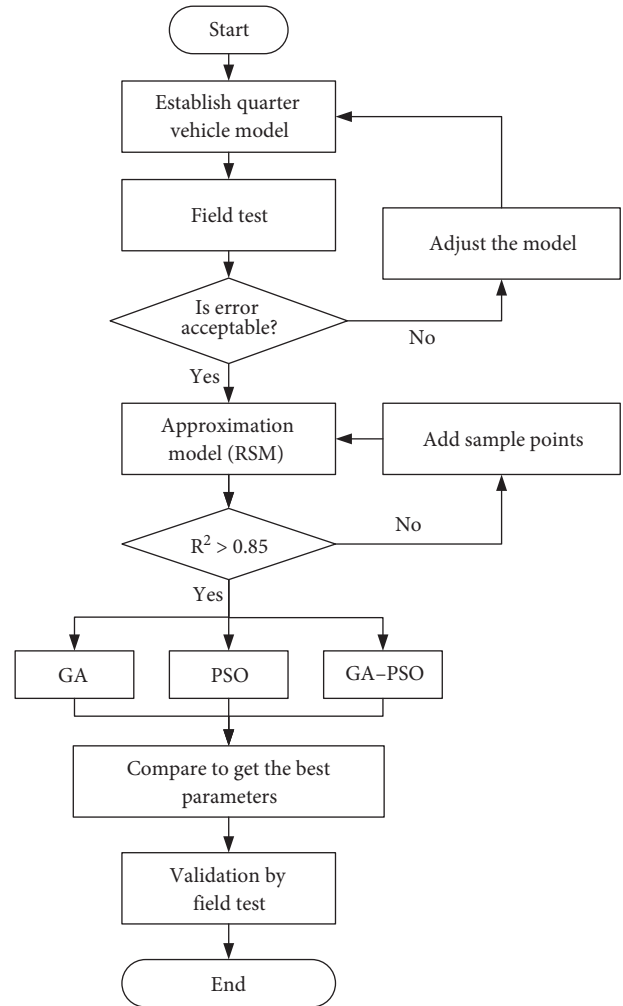 Start
Establish quarter
vehicle model
Field test
Adjust the model
Is error
acceptable?
No
Yes
Approximation
model (RSM)
Add sample points
No
R² > 0.85
Yes
GA
PSO
GA–PSO
Compare to get the best
parameters
Validation by
field test
End